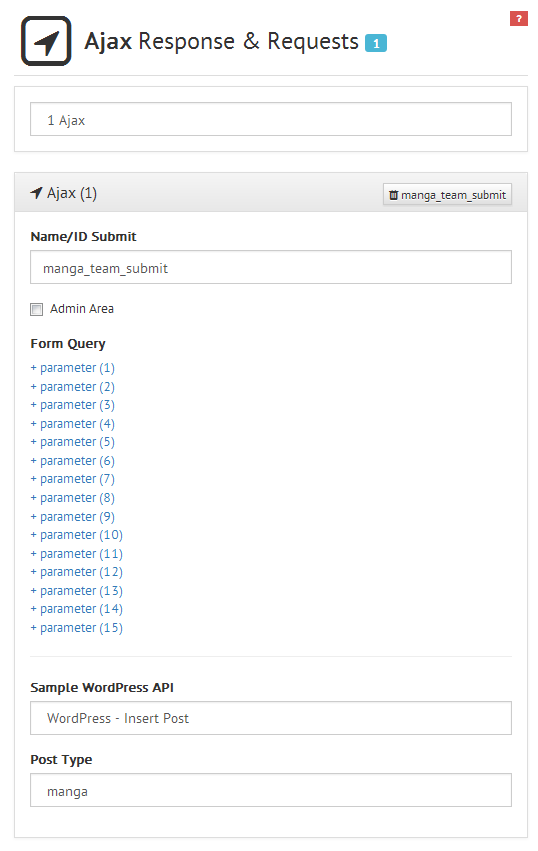 ?
Ajax Response & Requests 1
1 Ajax
Ajax (1)
manga_team_submit
Name/ID Submit
manga_team_submit
Admin Area
Form Query
+ parameter (1)
+ parameter (2)
+ parameter (3)
+ parameter (4)
+ parameter (5)
+ parameter (6)
+ parameter (7)
+ parameter (8)
+ parameter (9)
+ parameter (10)
+ parameter (11)
+ parameter (12)
+ parameter (13)
+ parameter (14)
+ parameter (15)
Sample WordPress API
WordPress - Insert Post
Post Type
manga